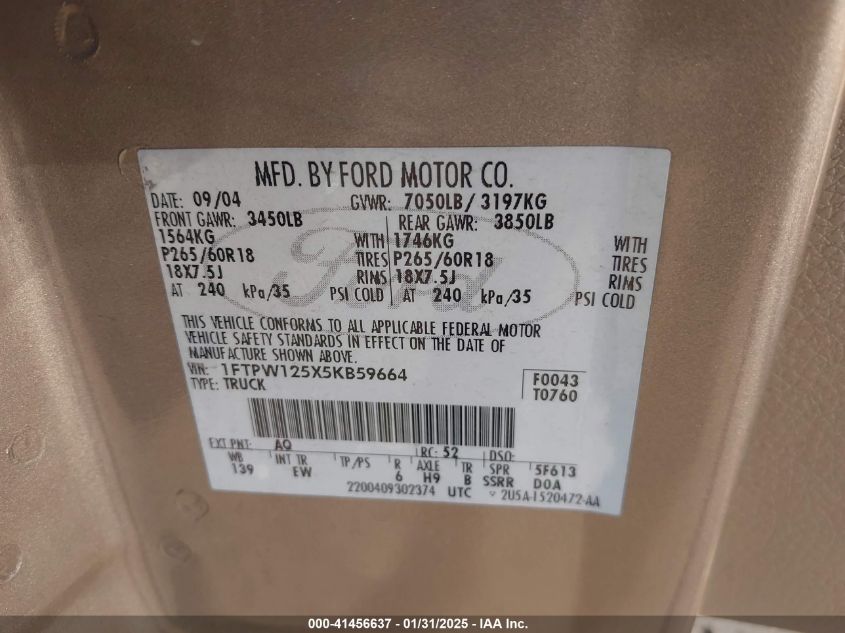 MFD. BY FORD MOTOR CO.
DATE: 09/04 GVWR: 7050LB/ 3197KG
FRONT GAWR: 3450LB REAR GAWR: 3850LB
1564KG WITH 1746KG WITH
P265/60R18 TIRES P265/60R18 TIRES
18X7.5J RIMS 18X7.5J RIMS
AT 240 kPa/35 PSI COLD AT 240 kPa/35 PSI COLD
Ford
THIS VEHICLE CONFORMS TO ALL APPLICABLE FEDERAL MOTOR
VEHICLE SAFETY STANDARDS IN EFFECT ON THE DATE OF
MANUFACTURE SHOWN ABOVE.
VIN: 1FTPW125X5KB59664 F0043
TYPE: TRUCK T0760
EXT PNT: AQ RC: 52 DSO:
WB INT TR TP/PS R AXLE TR SPR 5F613
139 EW 6 H9 B SSRR DOA
2200409302374 UTC 2U5A-1520472-AA
000-41456637 - 01/31/2025 - IAA Inc.